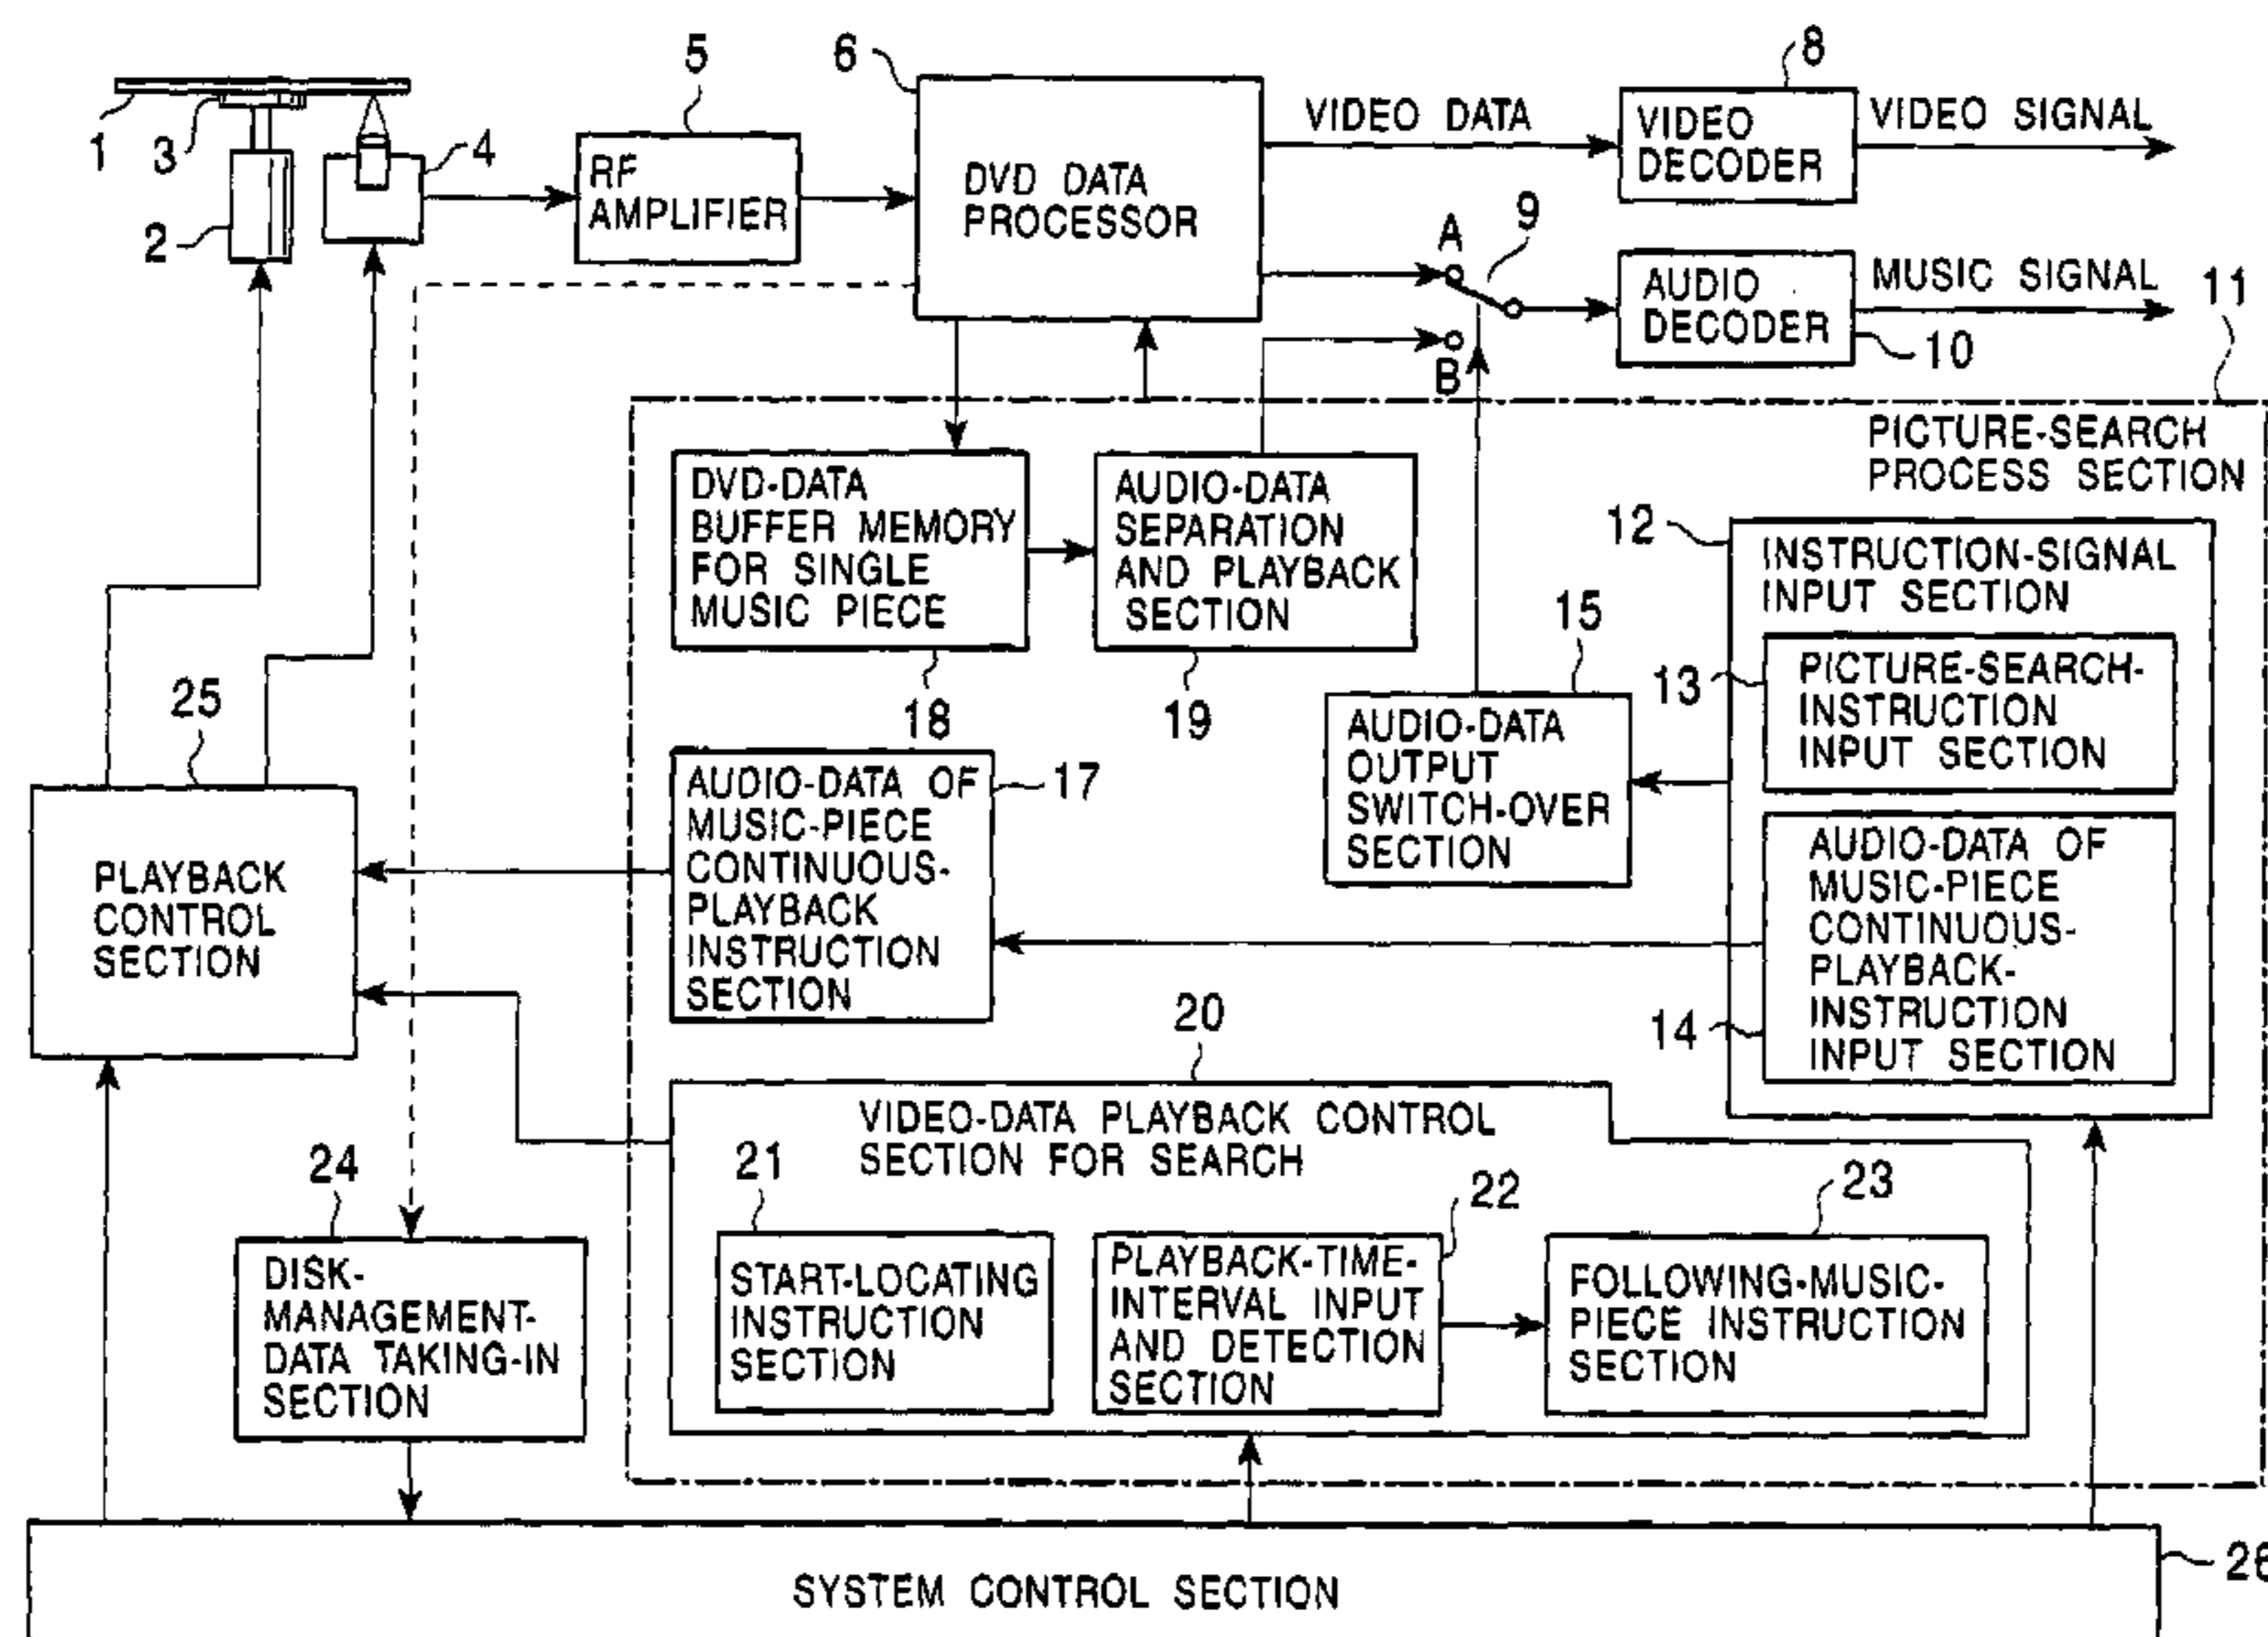 5
6
8
1
3
4
2
RF
AMPLIFIER
DVD DATA
PROCESSOR
VIDEO DATA
VIDEO
DECODER
VIDEO SIGNAL
A
9
B
AUDIO
DECODER
MUSIC SIGNAL
10
11
PICTURE-SEARCH
PROCESS SECTION
DVD-DATA
BUFFER MEMORY
FOR SINGLE
MUSIC PIECE
18
AUDIO-DATA
SEPARATION
AND PLAYBACK
SECTION
19
12
INSTRUCTION-SIGNAL
INPUT SECTION
13
PICTURE-SEARCH-
INSTRUCTION
INPUT SECTION
15
AUDIO-DATA
OUTPUT
SWITCH-OVER
SECTION
14
AUDIO-DATA OF
MUSIC-PIECE
CONTINUOUS-
PLAYBACK-
INSTRUCTION
INPUT SECTION
17
AUDIO-DATA OF
MUSIC-PIECE
CONTINUOUS-
PLAYBACK
INSTRUCTION
SECTION
25
PLAYBACK
CONTROL
SECTION
20
VIDEO-DATA PLAYBACK CONTROL
SECTION FOR SEARCH
21
START-LOCATING
INSTRUCTION
SECTION
22
PLAYBACK-TIME-
INTERVAL INPUT
AND DETECTION
SECTION
23
FOLLOWING-MUSIC-
PIECE INSTRUCTION
SECTION
24
DISK-
MANAGEMENT-
DATA TAKING-IN
SECTION
SYSTEM CONTROL SECTION
26